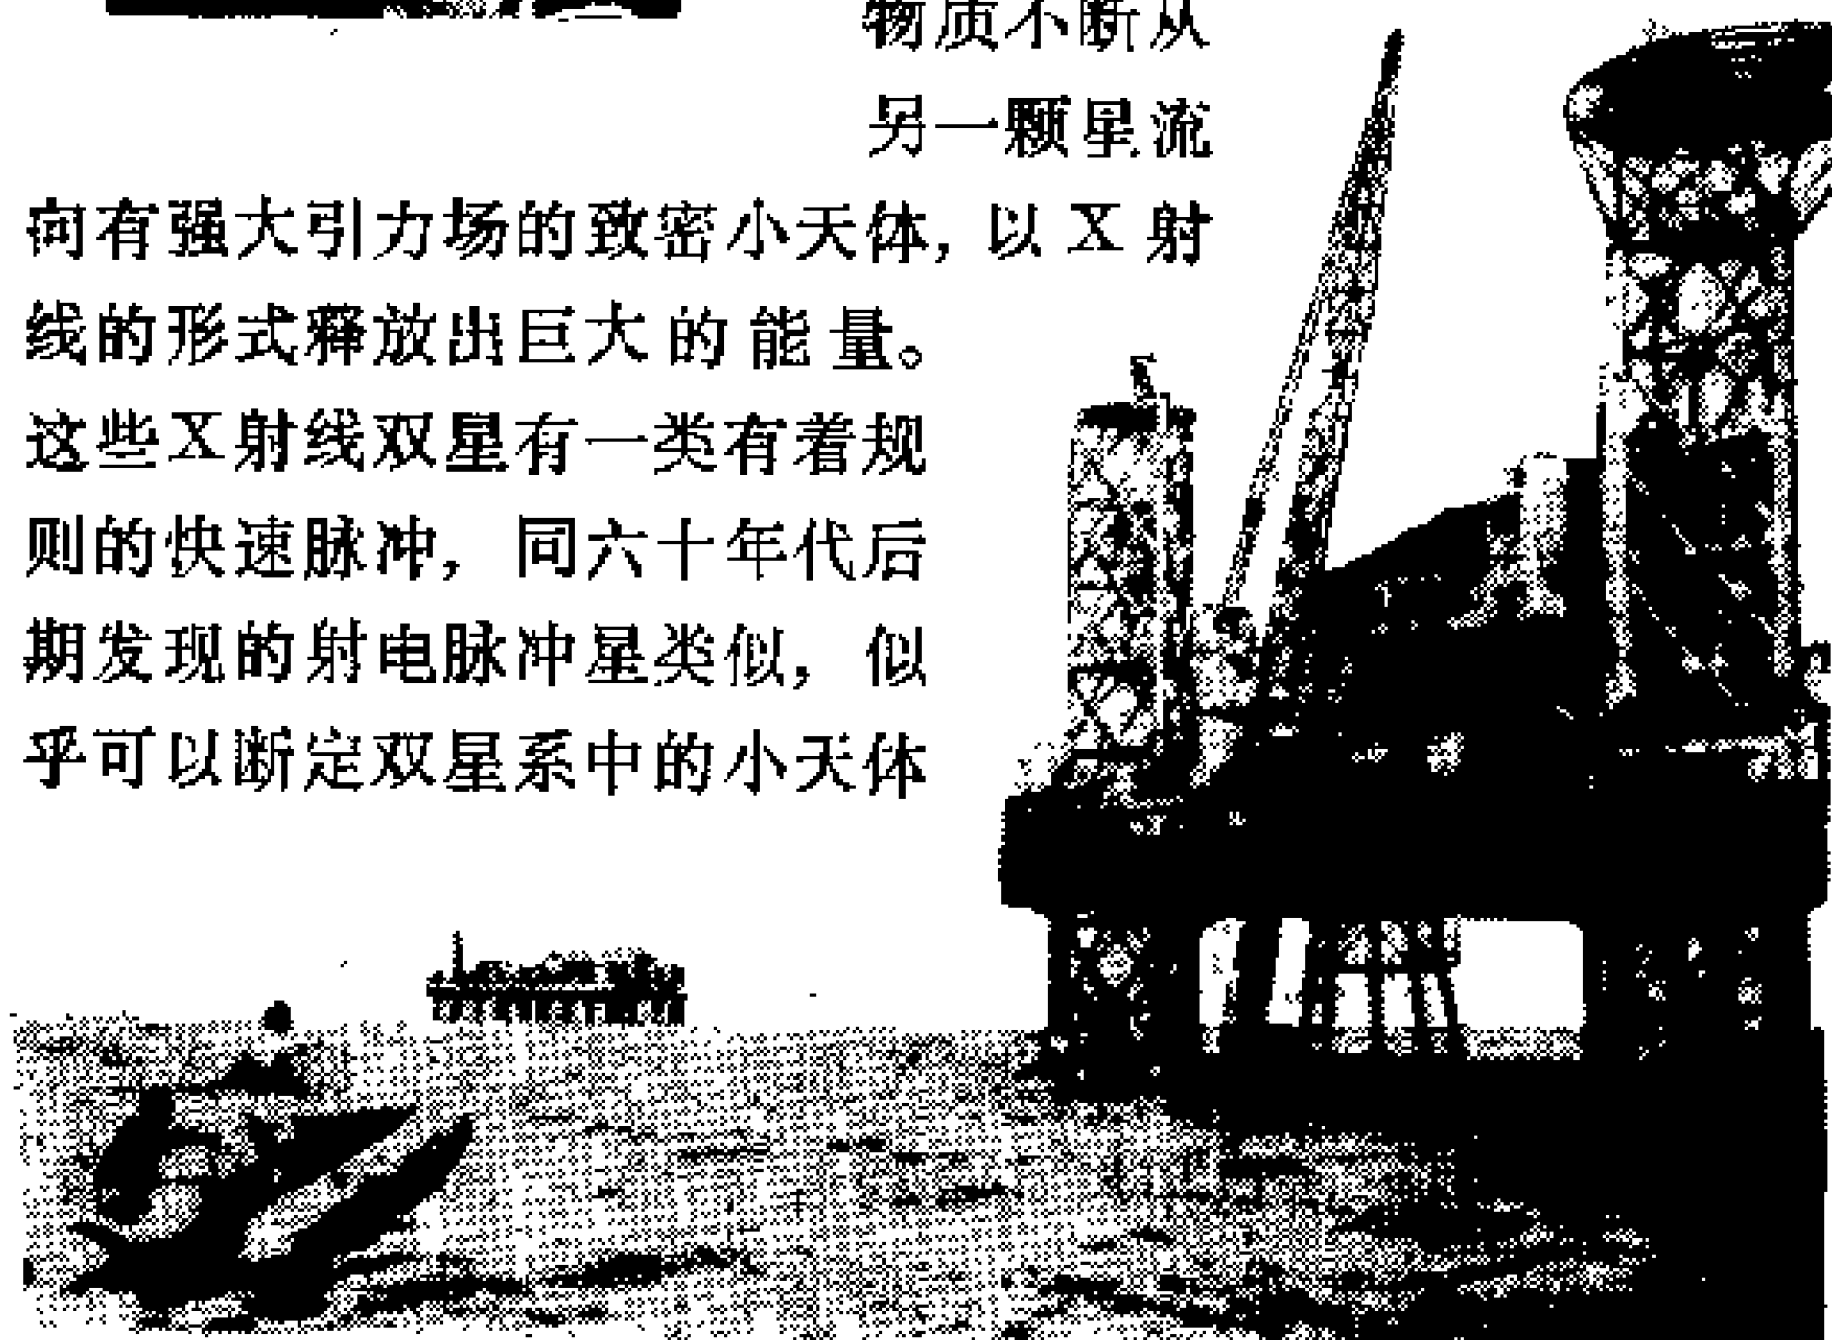 物质不断从
另一颗星流
向有强大引力场的致密小天体，以 X 射
线的形式释放出巨大的能量。
这些X射线双星有一类有着规
则的快速脉冲，同六十年代后
期发现的射电脉冲星类似，似
乎可以断定双星系中的小天体